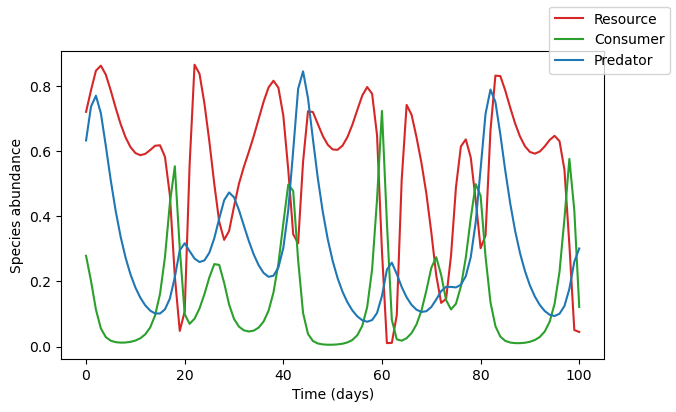 Resource
Consumer
Predator
Species abundance
0.8
0.6
0.4
0.2
0.0
0 20 40 60 80 100
Time (days)